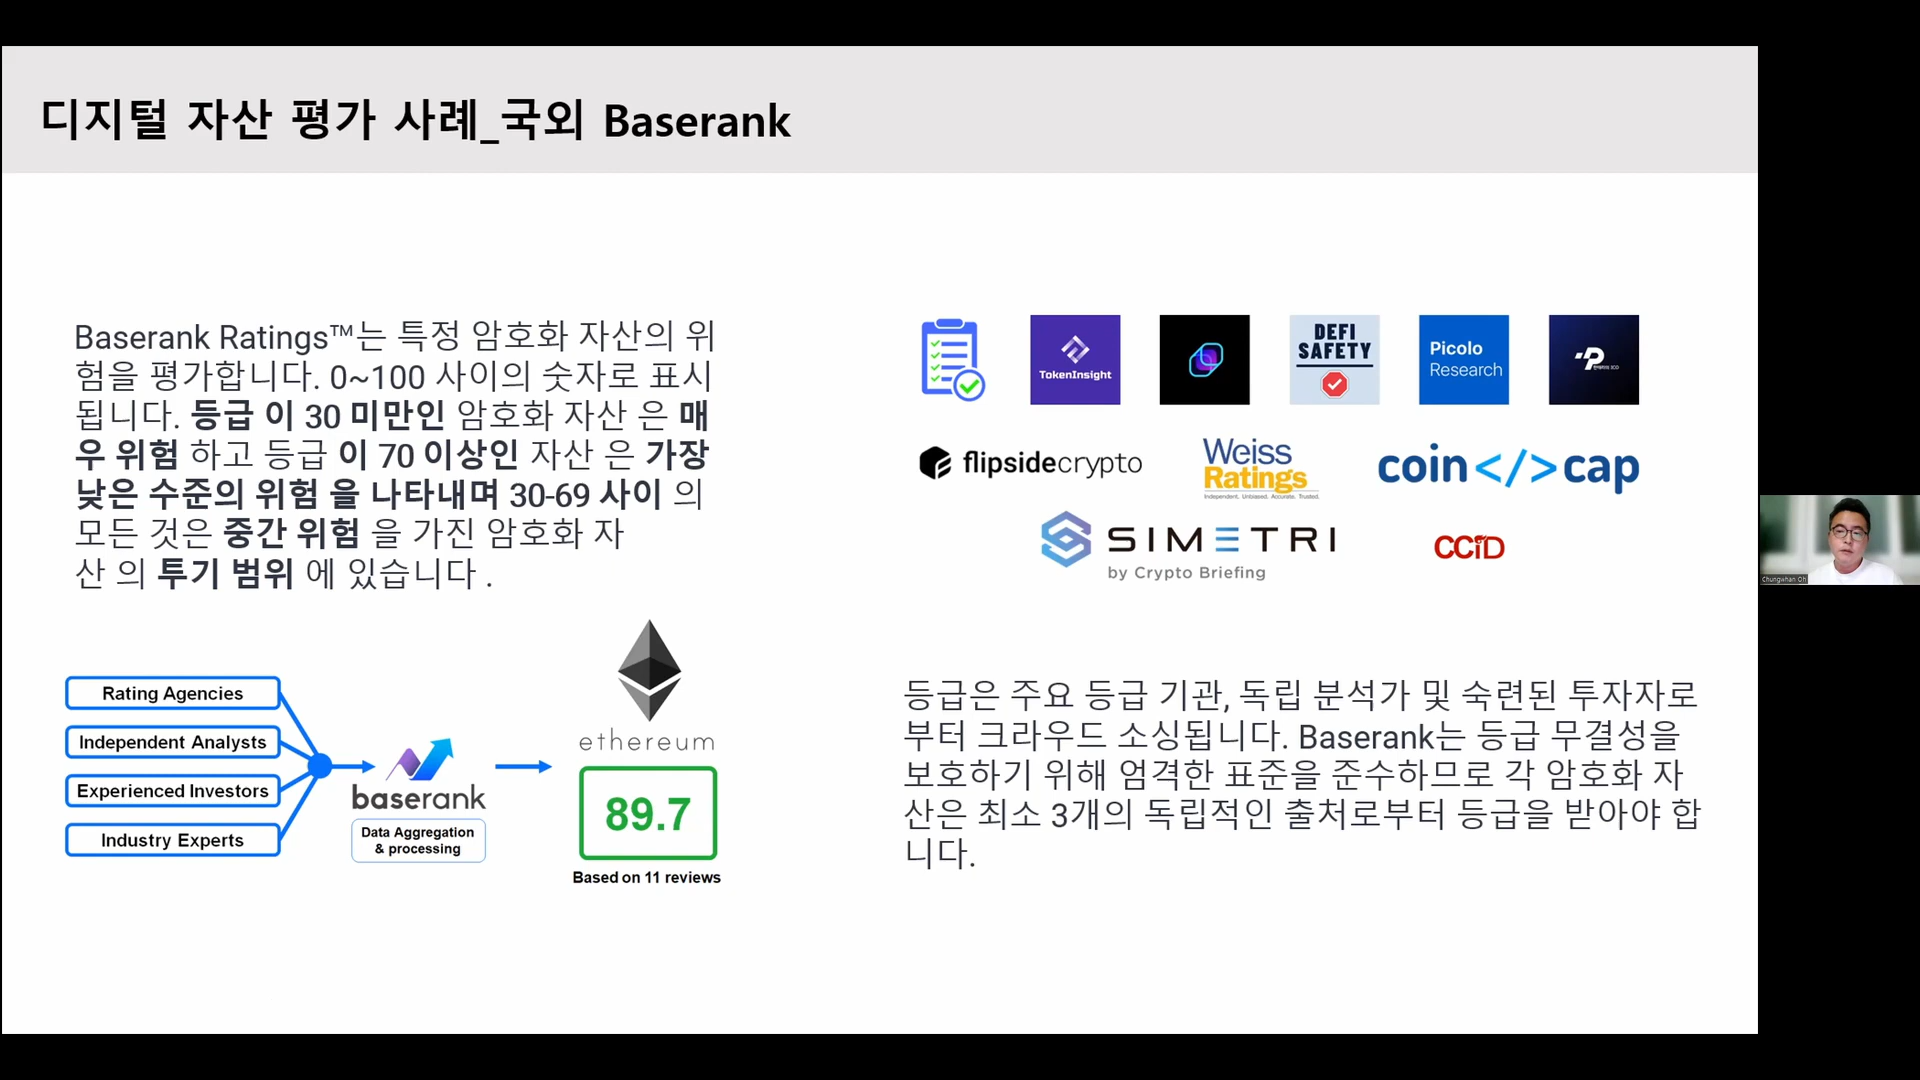 디지털 자산 평가 사례_국외 Baserank
Baserank Ratings™는 특정 암호화 자산의 위
험을 평가합니다. 0~100 사이의 숫자로 표시
됩니다. 등급 이 30 미만인 암호화 자산 은 매
우 위험 하고 등급 이 70 이상인 자산 은 가장
낮은 수준의 위험 을 나타내며 30-69 사이 의
모든 것은 중간 위험 을 가진 암호화 자
산 의 투기 범위 에 있습니다 .
Rating Agencies
Independent Analysts
Experienced Investors
Industry Experts
baserank
Data Aggregation
& processing
ethereum
89.7
Based on 11 reviews
TokenInsight
DEFI
SAFETY
Picolo
Research
flipsidecrypto
Weiss
Ratings
Independent. Unbiased. Accurate. Trusted.
coin</>cap
SIMETRI
by Crypto Briefing
CCID
등급은 주요 등급 기관, 독립 분석가 및 숙련된 투자자로
부터 크라우드 소싱됩니다. Baserank는 등급 무결성을
보호하기 위해 엄격한 표준을 준수하므로 각 암호화 자
산은 최소 3개의 독립적인 출처로부터 등급을 받아야 합
니다.
Chungwhan Oh